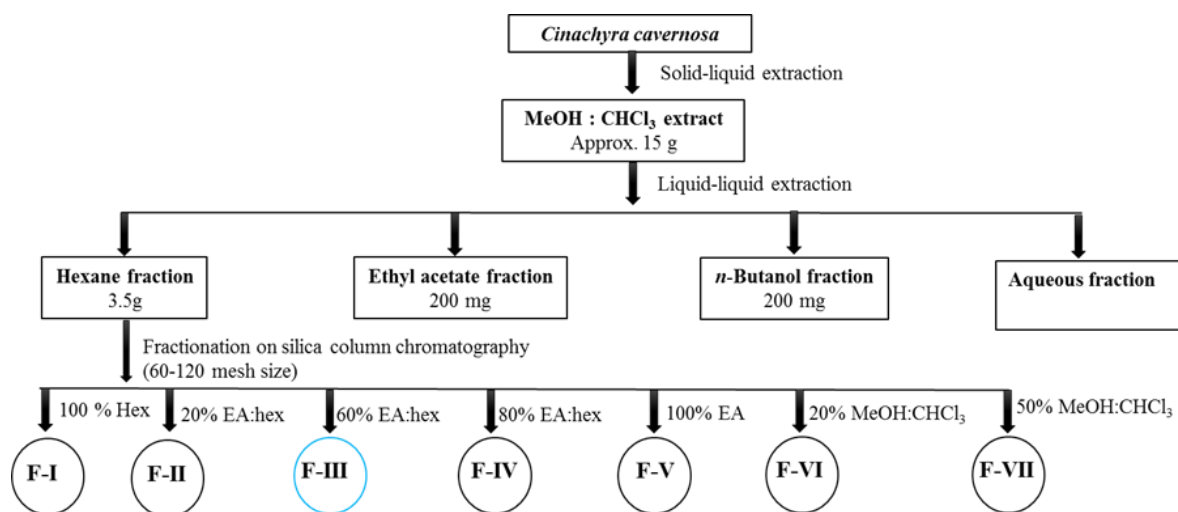 Cinachyra cavernosa
Solid-liquid extraction
MeOH : CHCl₃ extract
Approx. 15 g
Liquid-liquid extraction
Hexane fraction
3.5g
Ethyl acetate fraction
200 mg
n-Butanol fraction
200 mg
Aqueous fraction
Fractionation on silica column chromatography
(60-120 mesh size)
100 % Hex
20% EA:hex
60% EA:hex
80% EA:hex
100% EA
20% MeOH:CHCl₃
50% MeOH:CHCl₃
F-I
F-II
F-III
F-IV
F-V
F-VI
F-VII